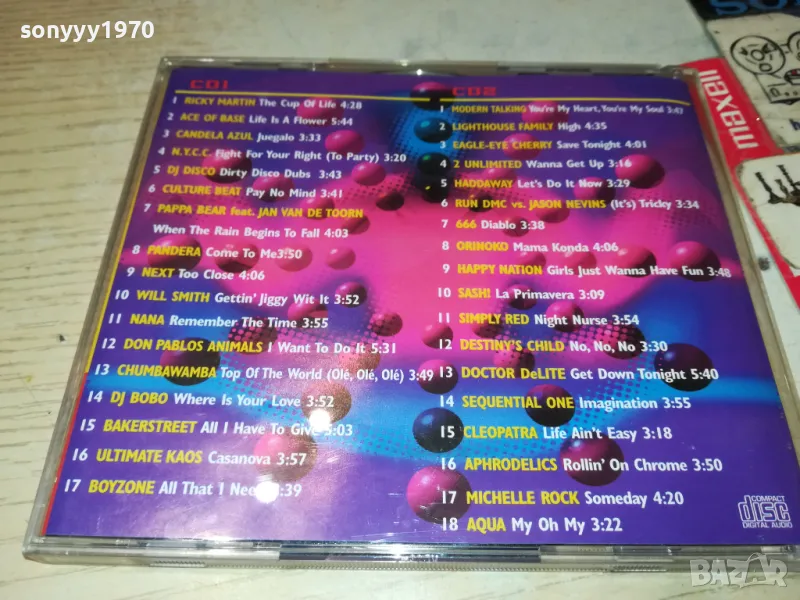 sonyyy1970
maxell
CD1
1 RICKY MARTIN The Cup Of Life 4:28
2 ACE OF BASE Life Is A Flower 5:44
3 CANDELA AZUL Juegalo 3:33
4 N.Y.C.C. Fight For Your Right (To Party) 3:20
5 DJ DISCO Dirty Disco Dubs 3:43
6 CULTURE BEAT Pay No Mind 3:41
7 PAPPA BEAR feat. JAN VAN DE TOORN
When The Rain Begins To Fall 4:03
8 PANDERA Come To Me3:50
9 NEXT Too Close 4:06
10 WILL SMITH Gettin' Jiggy Wit It 3:52
11 NANA Remember The Time 3:55
12 DON PABLOS ANIMALS I Want To Do It 5:31
13 CHUMBAWAMBA Top Of The World (Olé, Olé, Olé) 3:49
14 DJ BOBO Where Is Your Love 3:52
15 BAKERSTREET All I Have To Give 5:03
16 ULTIMATE KAOS Casanova 3:57
17 BOYZONE All That I Need :39
CD2
1 MODERN TALKING You're My Heart, You're My Soul 3:47
2 LIGHTHOUSE FAMILY High 4:35
3 EAGLE-EYE CHERRY Save Tonight 4:01
4 2 UNLIMITED Wanna Get Up 3:16
5 HADDAWAY Let's Do It Now 3:29
6 RUN DMC vs. JASON NEVINS (It's) Tricky 3:34
7 666 Diablo 3:38
8 ORINOKO Mama Konda 4:06
9 HAPPY NATION Girls Just Wanna Have Fun 3:48
10 SASH! La Primavera 3:09
11 SIMPLY RED Night Nurse 3:54
12 DESTINY'S CHILD No, No, No 3:30
13 DOCTOR DeLITE Get Down Tonight 5:40
14 SEQUENTIAL ONE Imagination 3:55
15 CLEOPATRA Life Ain't Easy 3:18
16 APHRODELICS Rollin' On Chrome 3:50
17 MICHELLE ROCK Someday 4:20
18 AQUA My Oh My 3:22
COMPACT
disc
DIGITAL AUDIO
BAZAR